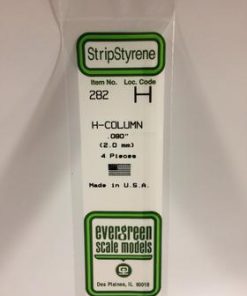 StripStyrene
Item No. Loc. Code
282 H
H-COLUMN
.080"
(2.0 mm)
4 Pieces
Made in U.S.A.
evergreen
scale models
Des Plaines, IL 60018